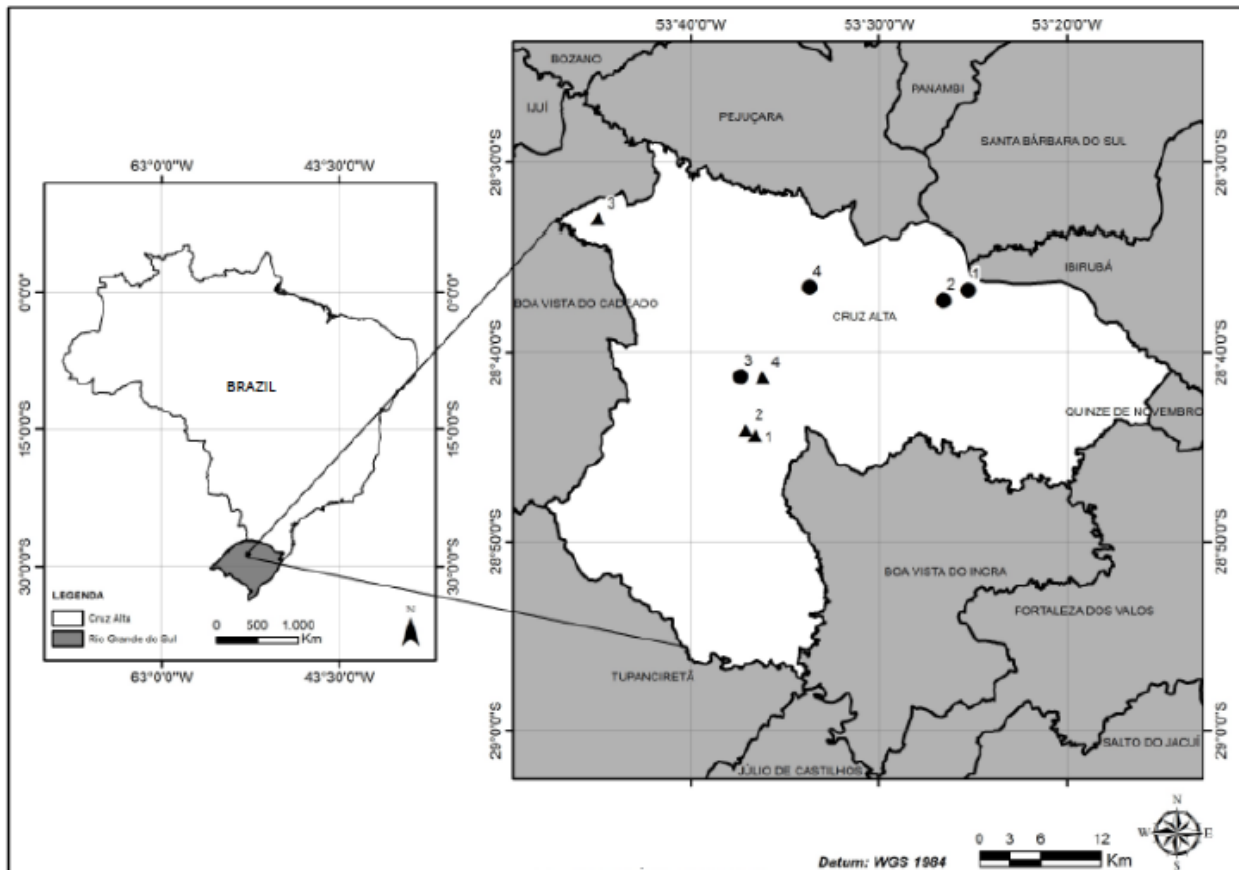 63°0'0"W 43°30'0"W
0°0'0"
15°0'0"S
30°0'0"S
0°0'0"
15°0'0"S
30°0'0"S
BRAZIL
LEGENDA
Cruz Alta
Rio Grande do Sul
0 500 1.000
Km
N
63°0'0"W 43°30'0"W
53°40'0"W 53°30'0"W 53°20'0"W
28°30'0"S
28°40'0"S
28°50'0"S
29°0'0"S
28°30'0"S
28°40'0"S
28°50'0"S
29°0'0"S
BOZANO
IJUÍ
PEJUÇARA
PANAMBI
SANTA BÁRBARA DO SUL
3
IBIRUBÁ
BOA VISTA DO CADEADO
4
2
1
CRUZ ALTA
3
4
2
1
QUINZE DE NOVEMBRO
BOA VISTA DO INCRA
FORTALEZA DOS VALOS
TUPANCIRETÃ
SALTO DO JACUÍ
JÚLIO DE CASTILHOS
Datum: WGS 1984
0 3 6 12
Km
N
W E
S